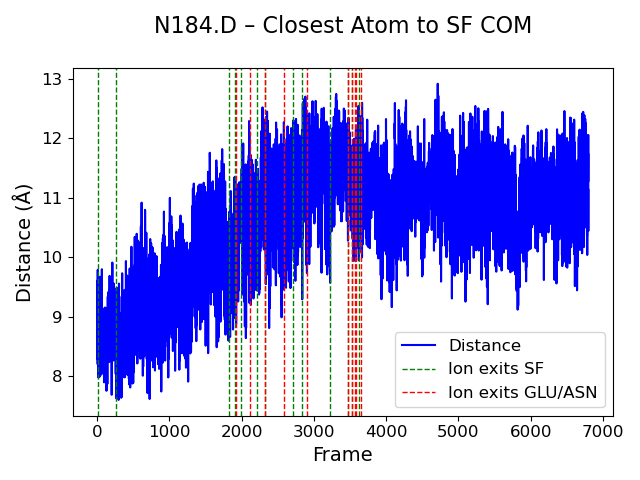 N184.D – Closest Atom to SF COM
13
12
11
10
9
8
Distance (Å)
Distance
Ion exits SF
Ion exits GLU/ASN
0 1000 2000 3000 4000 5000 6000 7000
Frame